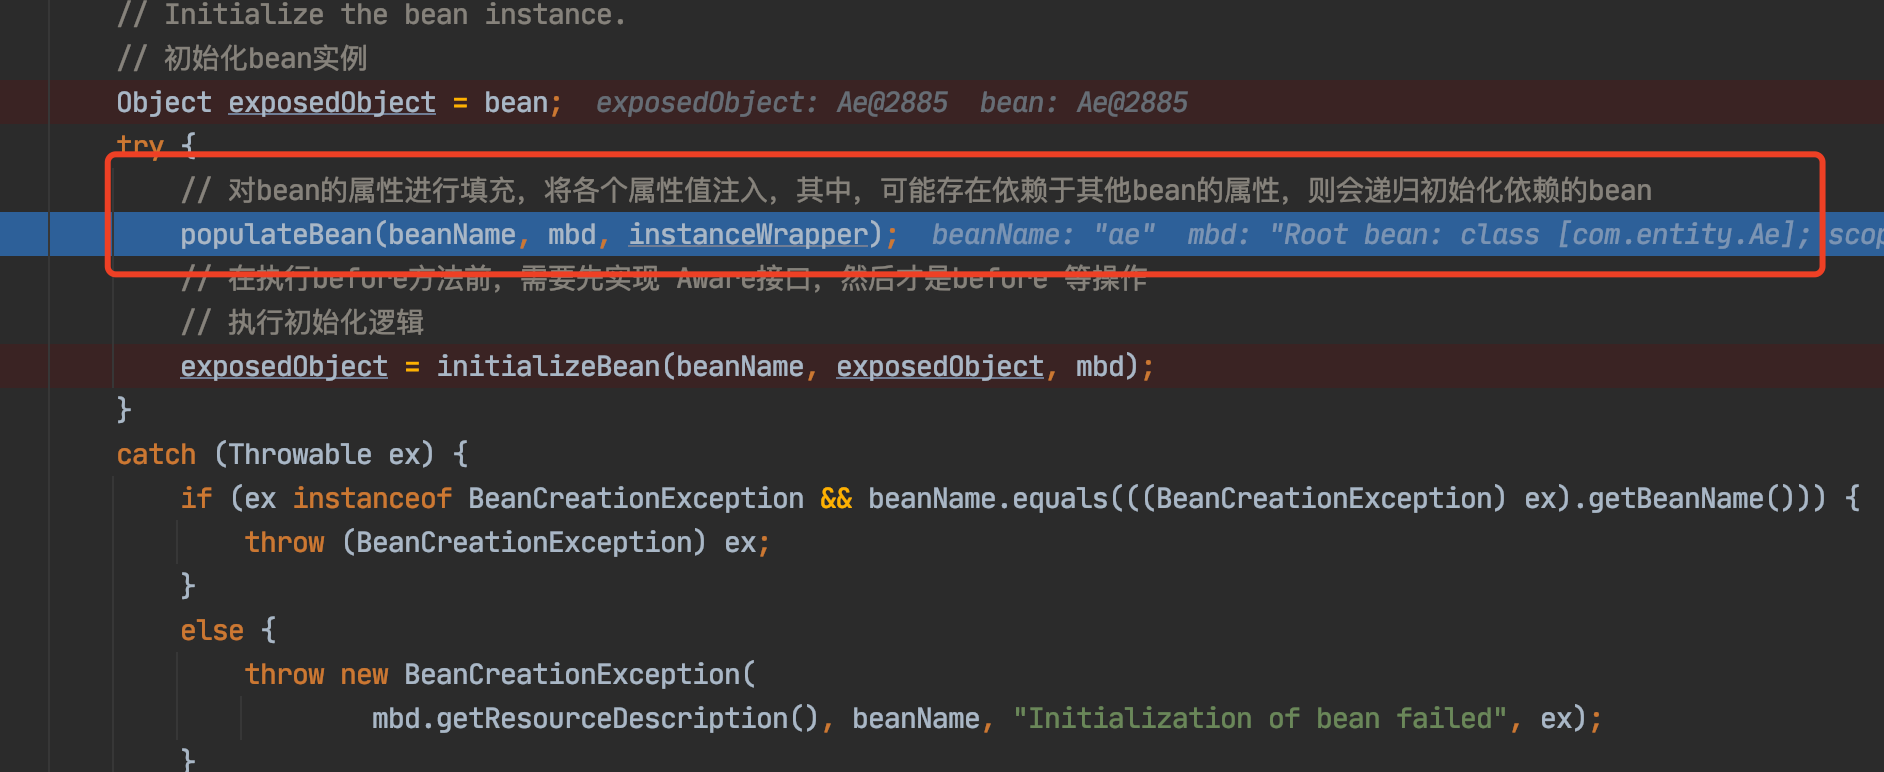 // Initialize the bean instance.
// 初始化bean实例
Object exposedObject = bean;  exposedObject: Ae@2885  bean: Ae@2885
try {
// 对bean的属性进行填充，将各个属性值注入，其中，可能存在依赖于其他bean的属性，则会递归初始化依赖的bean
populateBean(beanName, mbd, instanceWrapper);  beanName: "ae"  mbd: "Root bean: class [com.entity.Ae]; scop
// 在执行before方法前，需要先实现 Aware接口，然后才是before 等操作
// 执行初始化逻辑
exposedObject = initializeBean(beanName, exposedObject, mbd);
}
catch (Throwable ex) {
if (ex instanceof BeanCreationException && beanName.equals(((BeanCreationException) ex).getBeanName())) {
throw (BeanCreationException) ex;
}
else {
throw new BeanCreationException(
mbd.getResourceDescription(), beanName, "Initialization of bean failed", ex);
}